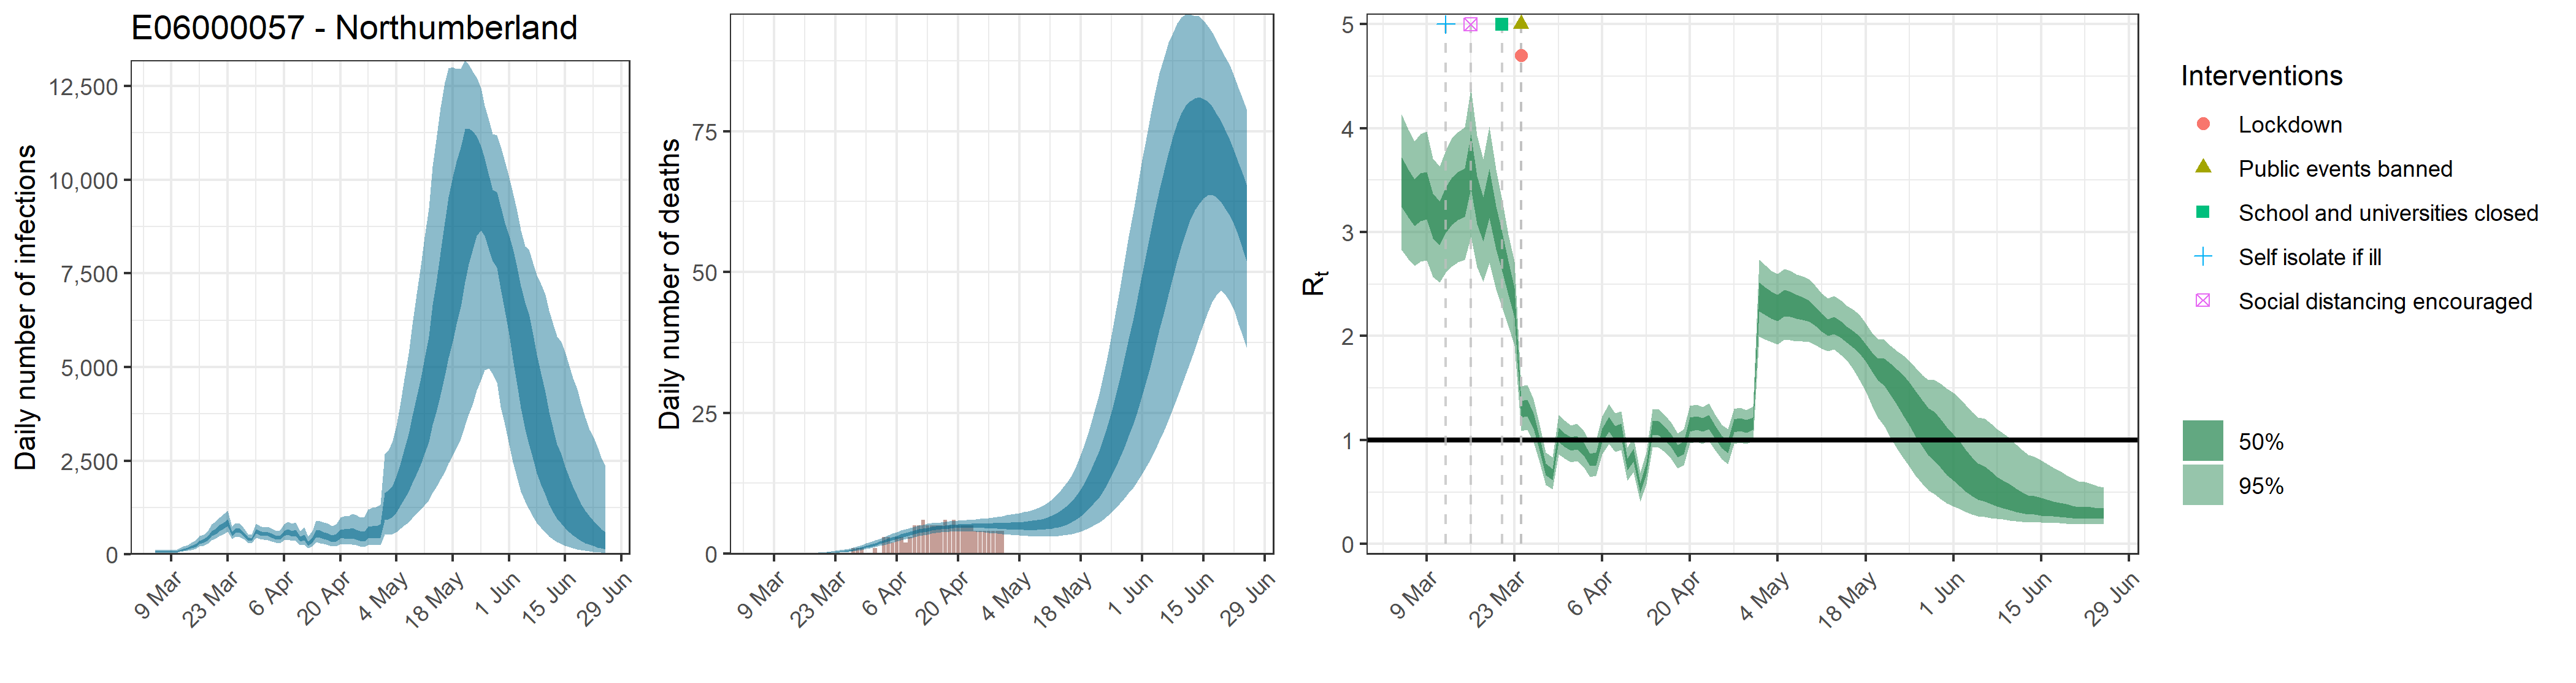 E06000057 - Northumberland
Daily number of infections
12,500
10,000
7,500
5,000
2,500
0
9 Mar
23 Mar
6 Apr
20 Apr
4 May
18 May
1 Jun
15 Jun
29 Jun
Daily number of deaths
75
50
25
0
9 Mar
23 Mar
6 Apr
20 Apr
4 May
18 May
1 Jun
15 Jun
29 Jun
Rt
5
4
3
2
1
0
9 Mar
23 Mar
6 Apr
20 Apr
4 May
18 May
1 Jun
15 Jun
29 Jun
Interventions
Lockdown
Public events banned
School and universities closed
Self isolate if ill
Social distancing encouraged
50%
95%